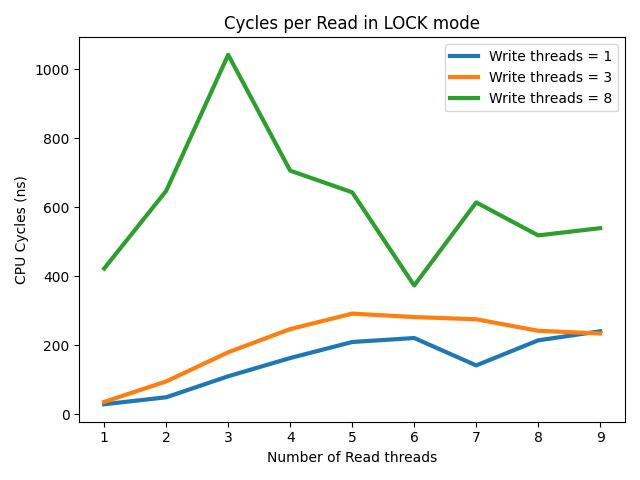 Cycles per Read in LOCK mode
Write threads = 1
Write threads = 3
Write threads = 8
CPU Cycles (ns)
1000
800
600
400
200
0
1 2 3 4 5 6 7 8 9
Number of Read threads